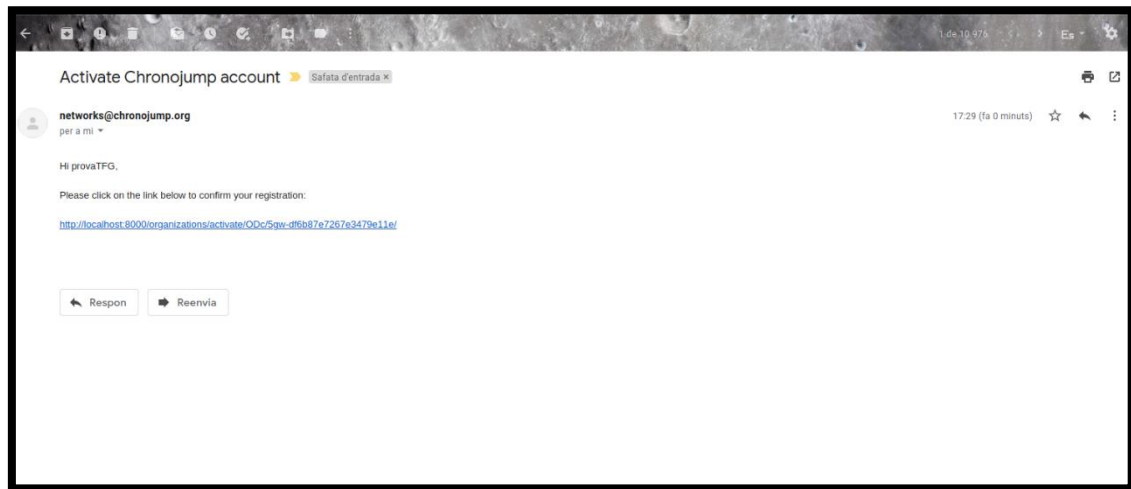 1 de 10.976
Es
Activate Chronojump account
Safata d'entrada ×
networks@chronojump.org
17:29 (fa 0 minuts)
per a mi
Hi provaTFG,
Please click on the link below to confirm your registration:
http://localhost:8000/organizations/activate/ODc/5gw-df6b87e7267e3479e11e/
Respon
Reenvia